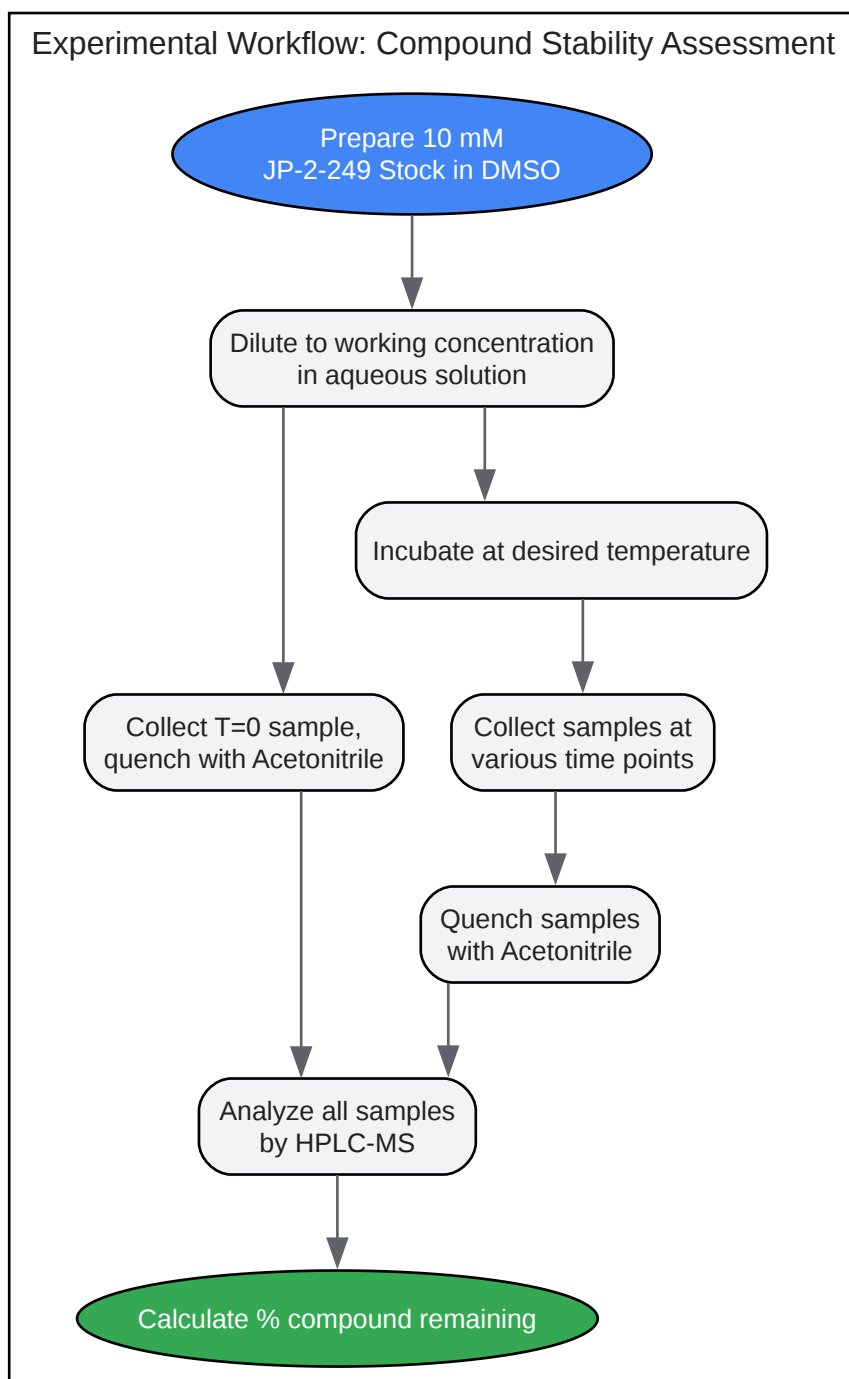 Experimental Workflow: Compound Stability Assessment
Prepare 10 mM
JP-2-249 Stock in DMSO
Dilute to working concentration
in aqueous solution
Incubate at desired temperature
Collect T=0 sample,
quench with Acetonitrile
Collect samples at
various time points
Quench samples
with Acetonitrile
Analyze all samples
by HPLC-MS
Calculate % compound remaining